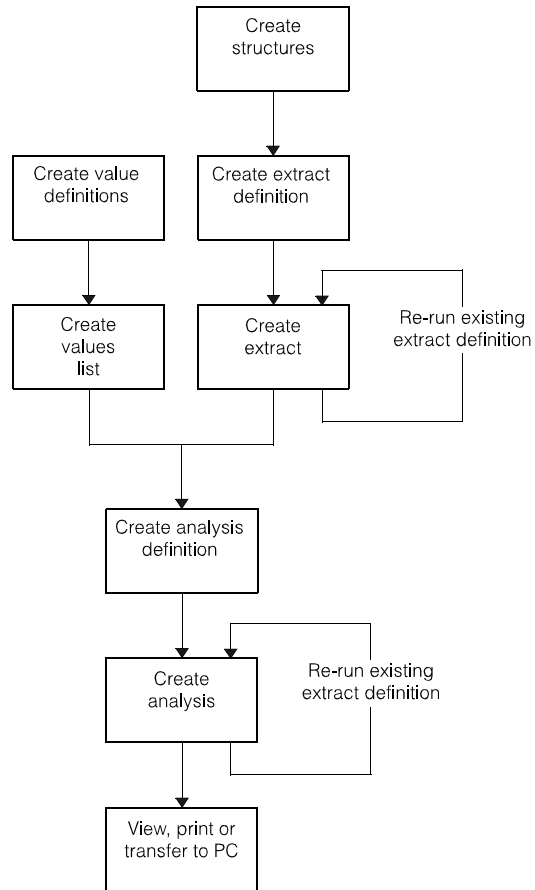 Create
structures
Create value
definitions
Create extract
definition
Create
values
list
Create
extract
Re-run existing
extract definition
Create analysis
definition
Create
analysis
Re-run existing
extract definition
View, print or
transfer to PC